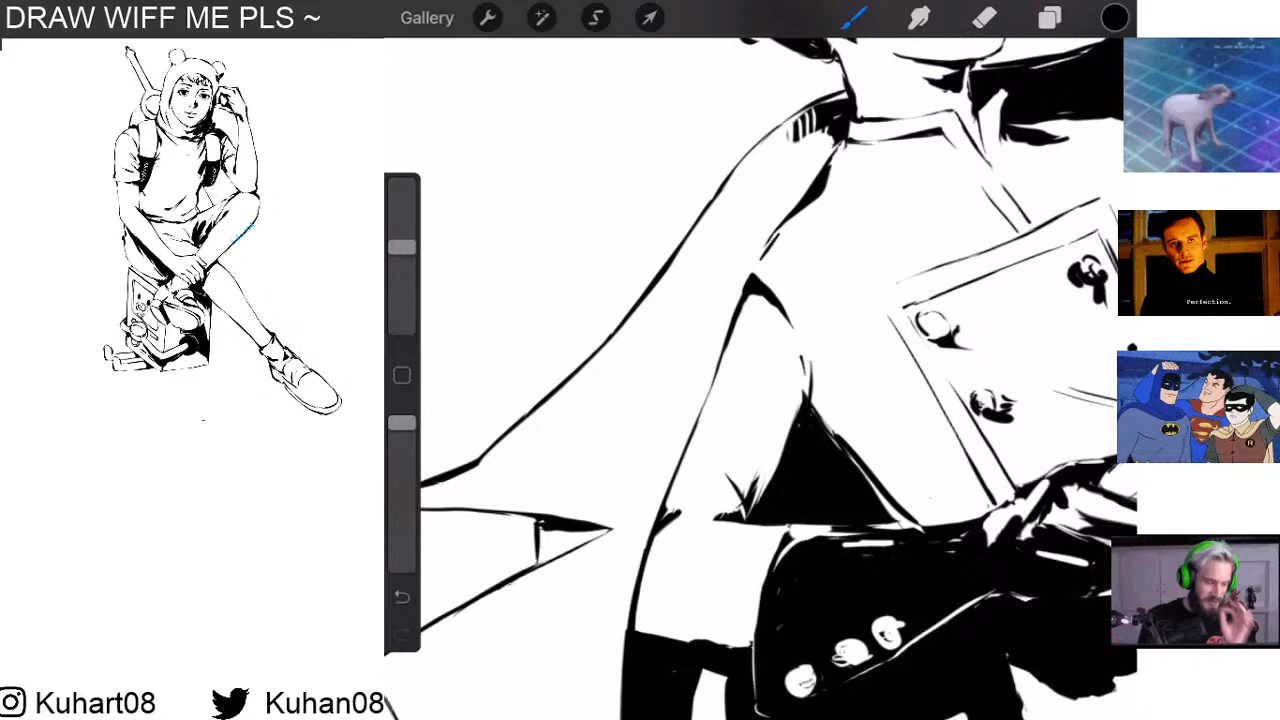 DRAW WIFF ME PLS ~
Gallery
Perfection.
Kuhart08
Kuhan08